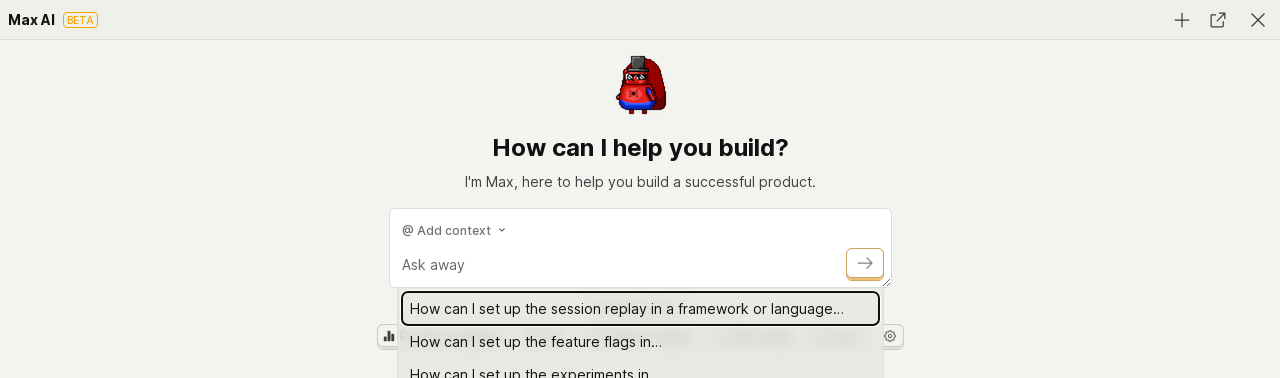 Max AI BETA
How can I help you build?
I'm Max, here to help you build a successful product.
@ Add context
Ask away
How can I set up the session replay in a framework or language…
How can I set up the feature flags in…
How can I set up the experiments in…